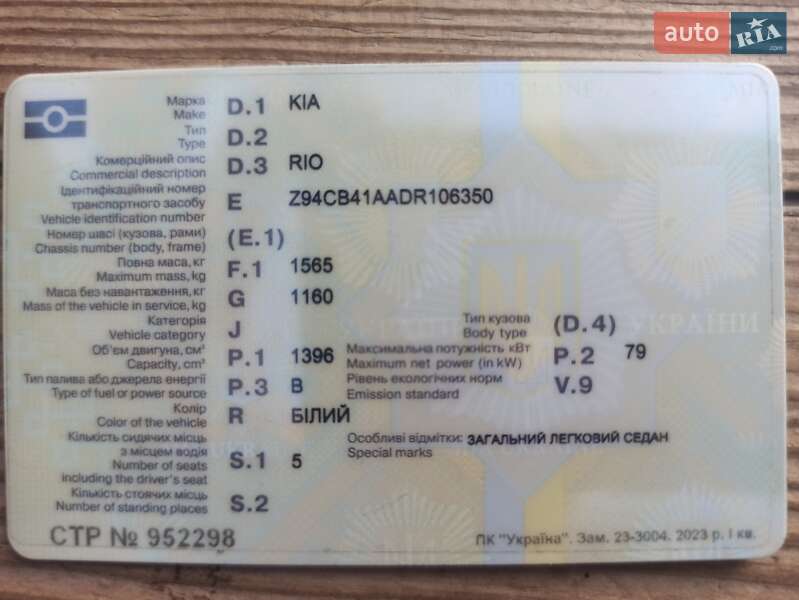 auto RIA.com
Марка D.1 KIA
Make
Тип D.2
Type
Комерційний опис D.3 RIO
Commercial description
Ідентифікаційний номер
транспортного засобу E Z94CB41AADR106350
Vehicle identification number
Номер шасі (кузова, рами) (E.1)
Chassis number (body, frame)
Повна маса, кг F.1 1565
Maximum mass, kg
Маса без навантаження, кг G 1160
Mass of the vehicle in service, kg
Категорія J Тип кузова (D.4)
Vehicle category Body type
Об'єм двигуна, см³ P.1 1396 Максимальна потужність кВт P.2 79
Capacity, cm³ Maximum net power (in kW)
Тип палива або джерела енергії P.3 B Рівень екологічних норм V.9
Type of fuel or power source Emission standard
Колір R БІЛИЙ
Color of the vehicle
Кількість сидячих місць Особливі відмітки: ЗАГАЛЬНИЙ ЛЕГКОВИЙ СЕДАН
з місцем водія S.1 5 Special marks
Number of seats
including the driver's seat
Кількість стоячих місць S.2
Number of standing places
СТР № 952298
ПК "Україна". Зам. 23-3004. 2023 р. I кв.